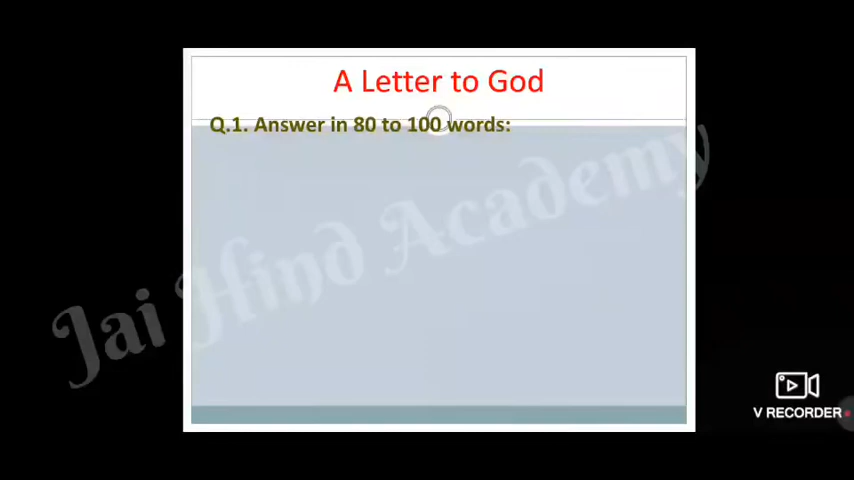 A Letter to God
Q.1. Answer in 80 to 100 words:
Jai Hind Academy
V RECORDER